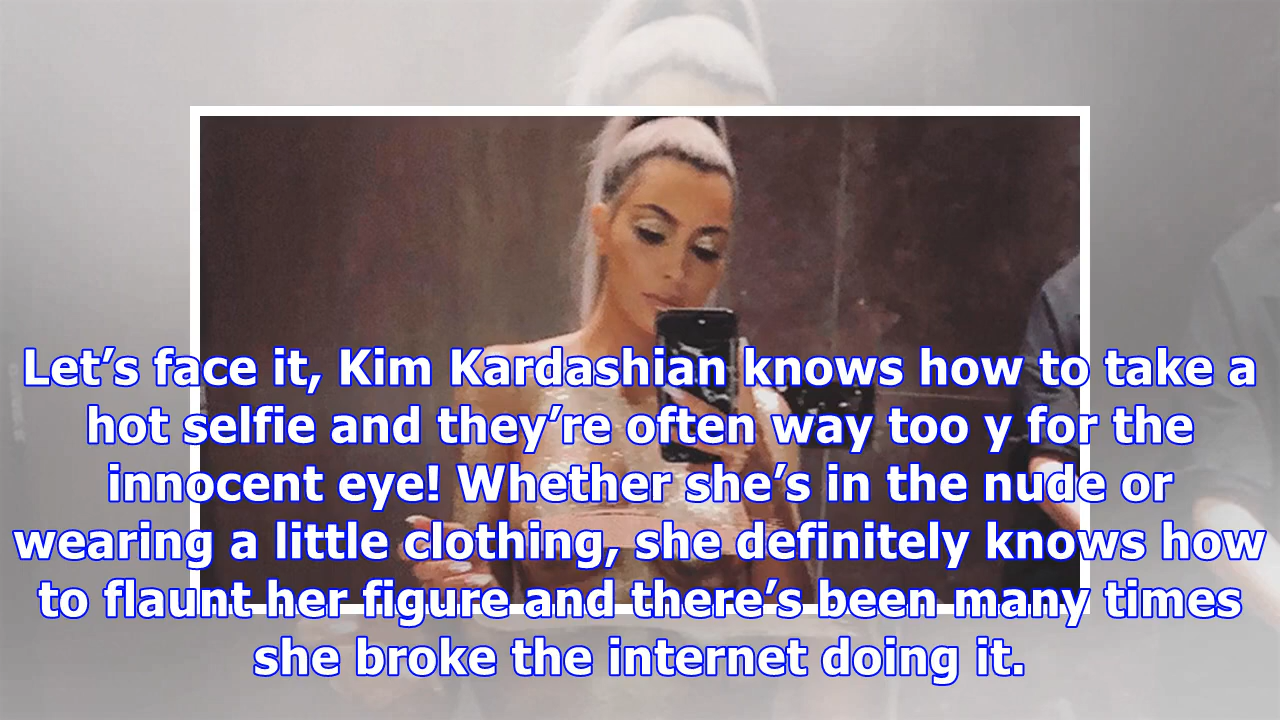 Let’s face it, Kim Kardashian knows how to take a
hot selfie and they’re often way too y for the
innocent eye! Whether she’s in the nude or
wearing a little clothing, she definitely knows how
to flaunt her figure and there’s been many times
she broke the internet doing it.